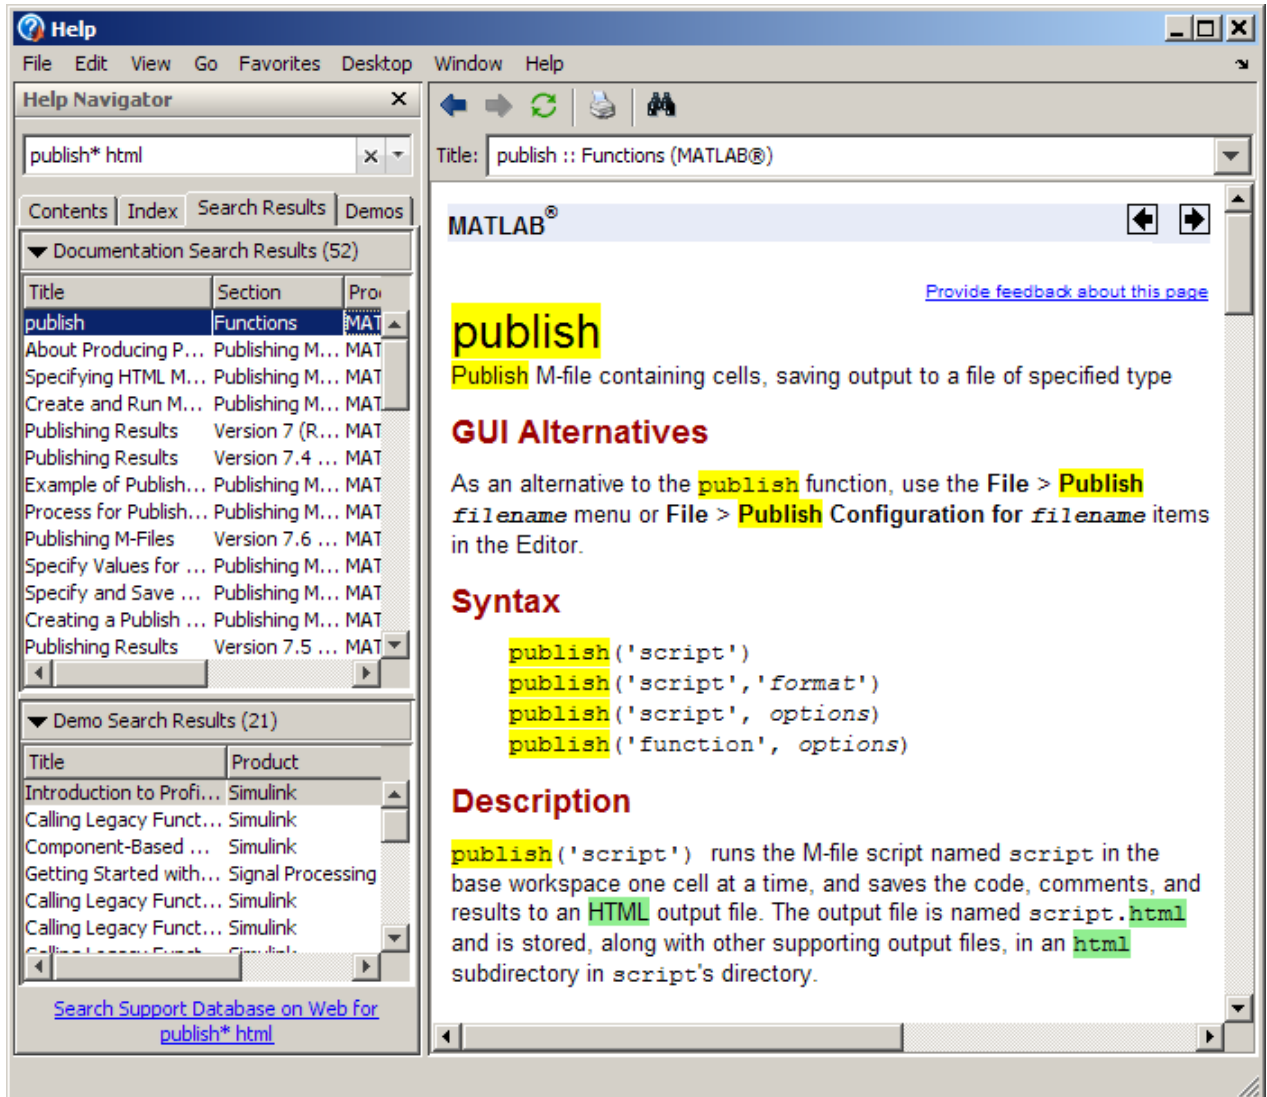 Help
File Edit View Go Favorites Desktop Window Help
Help Navigator
publish* html
Contents Index Search Results Demos
Documentation Search Results (52)
Title Section Pro
publish Functions MAT
About Producing P... Publishing M... MAT
Specifying HTML M... Publishing M... MAT
Create and Run M... Publishing M... MAT
Publishing Results Version 7 (R... MAT
Publishing Results Version 7.4 ... MAT
Example of Publish... Publishing M... MAT
Process for Publish... Publishing M... MAT
Publishing M-Files Version 7.6 ... MAT
Specify Values for ... Publishing M... MAT
Specify and Save ... Publishing M... MAT
Creating a Publish ... Publishing M... MAT
Publishing Results Version 7.5 ... MAT
Demo Search Results (21)
Title Product
Introduction to Profi... Simulink
Calling Legacy Funct... Simulink
Component-Based ... Simulink
Getting Started with... Signal Processing
Calling Legacy Funct... Simulink
Calling Legacy Funct... Simulink
Calling Legacy Funct... Simulink
Search Support Database on Web for
publish* html
Title: publish :: Functions (MATLAB®)
MATLAB®
Provide feedback about this page
publish
Publish M-file containing cells, saving output to a file of specified type
GUI Alternatives
As an alternative to the publish function, use the File > Publish
filename menu or File > Publish Configuration for filename items
in the Editor.
Syntax
publish('script')
publish('script','format')
publish('script', options)
publish('function', options)
Description
publish('script') runs the M-file script named script in the
base workspace one cell at a time, and saves the code, comments, and
results to an HTML output file. The output file is named script.html
and is stored, along with other supporting output files, in an html
subdirectory in script's directory.